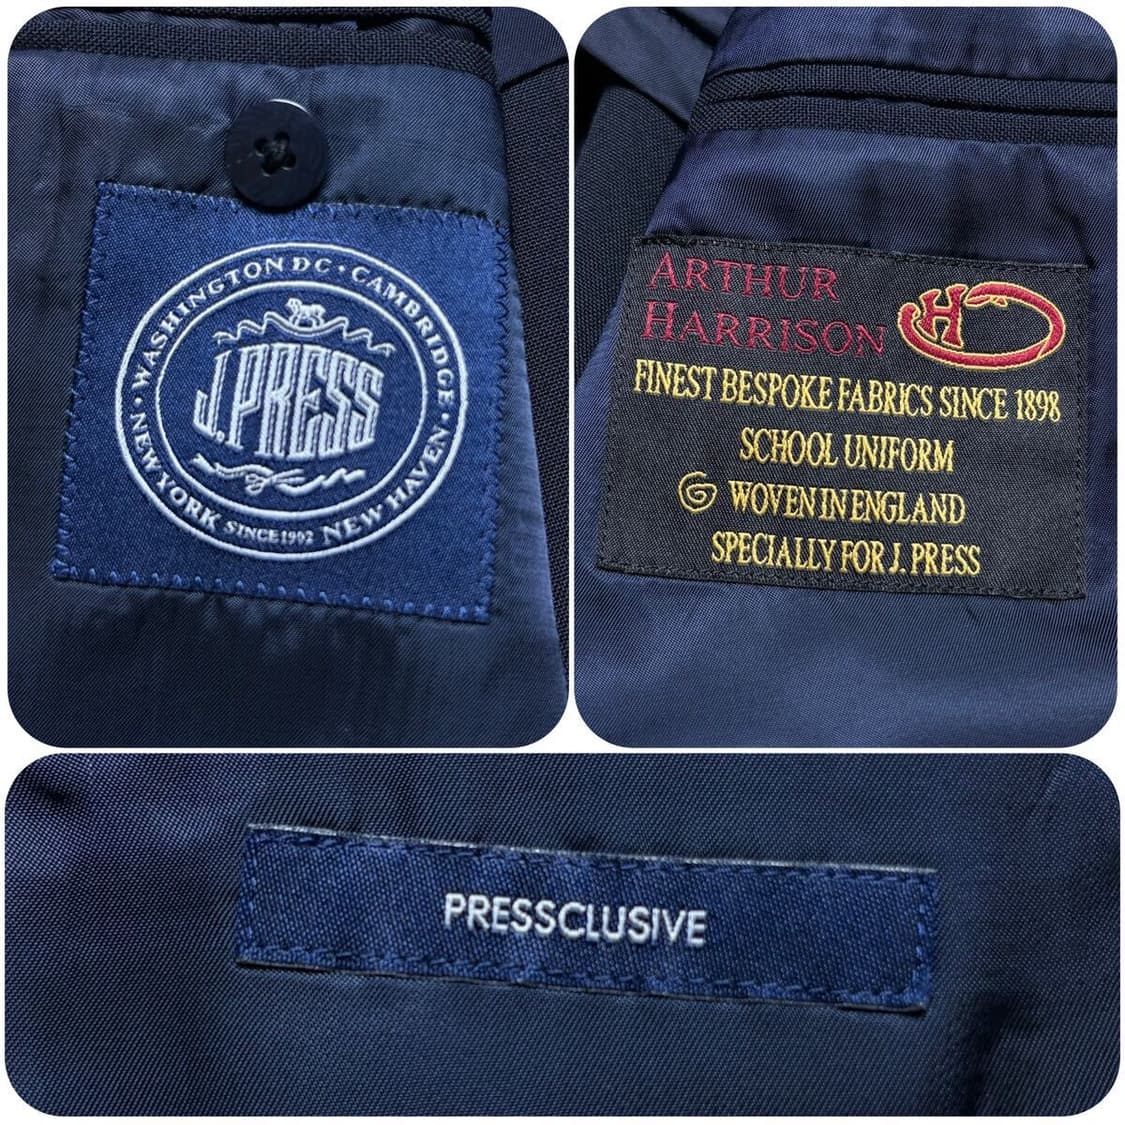 WASHINGTON DC · CAMBRIDGE · NEW HAVEN · SINCE 1902 NEW YORK ·
J.PRESS
ARTHUR
HARRISON
H
FINEST BESPOKE FABRICS SINCE 1898
SCHOOL UNIFORM
WOVEN IN ENGLAND
SPECIALLY FOR J. PRESS
PRESSCLUSIVE